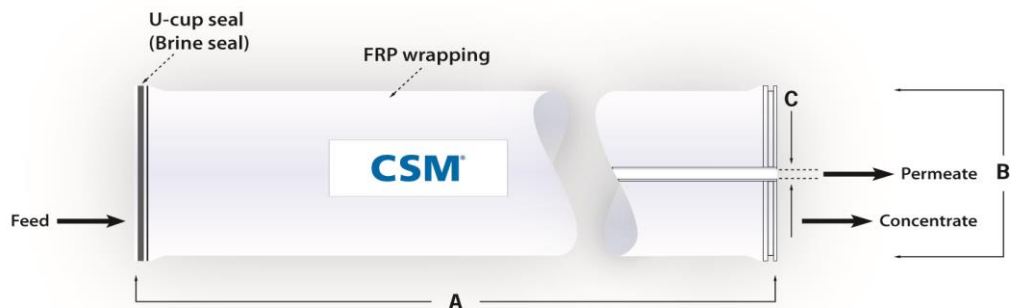 U-cup seal
(Brine seal)
FRP wrapping
C
CSM®
Permeate
B
Feed
Concentrate
A